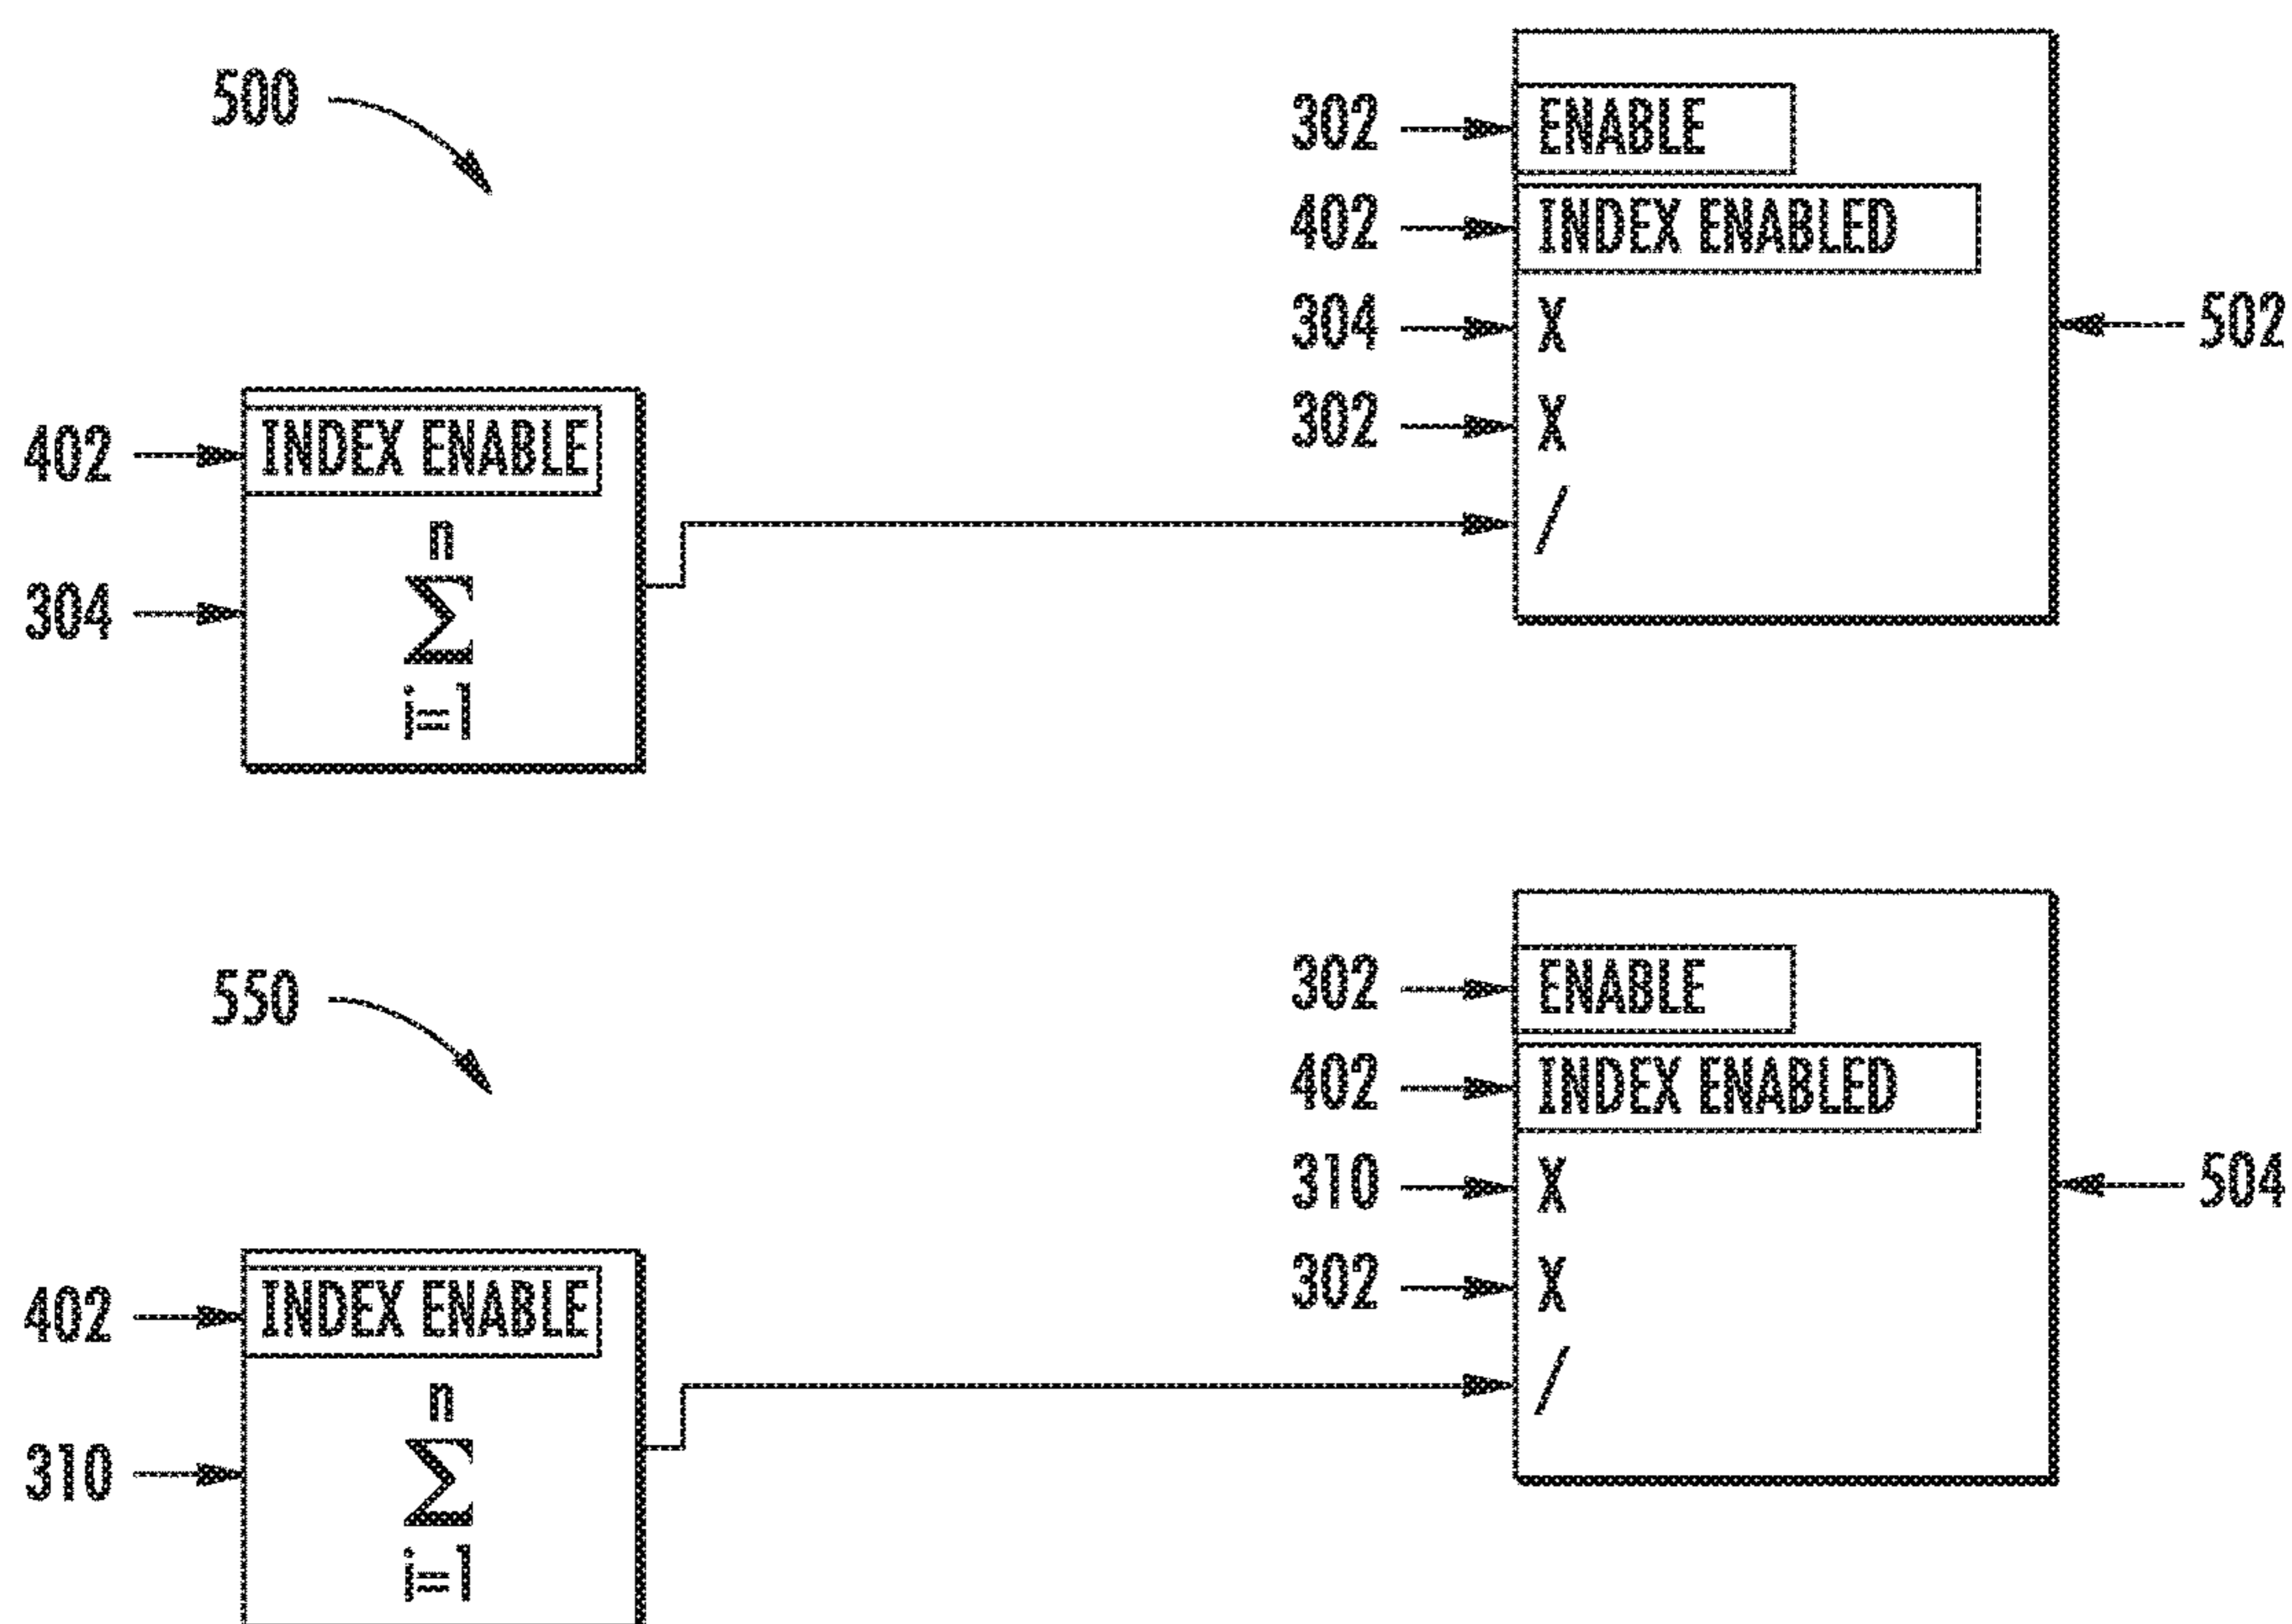 500
302 ENABLE
402 INDEX ENABLED
304 X
502
302 X
/
402 INDEX ENABLE
304
n
Σ
i=1
550
302 ENABLE
402 INDEX ENABLED
310 X
504
302 X
/
402 INDEX ENABLE
310
n
Σ
i=1